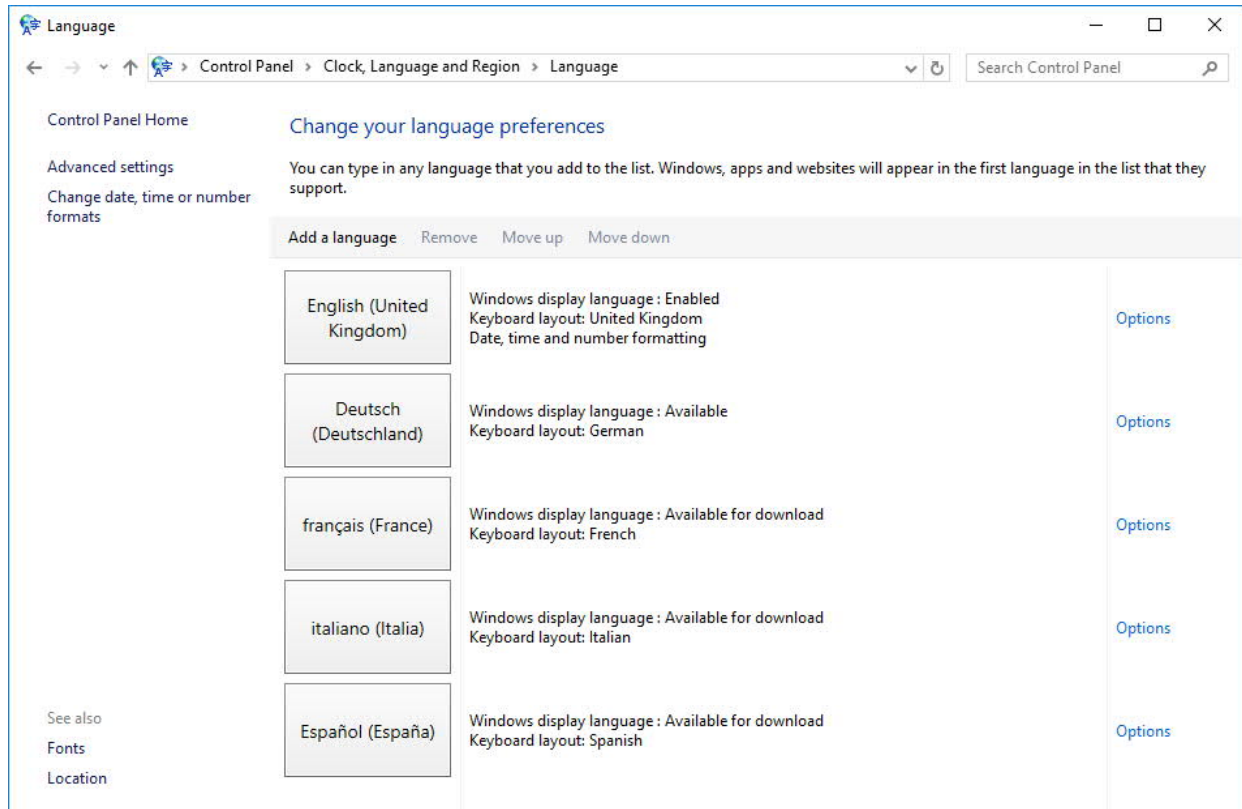 Language
Control Panel › Clock, Language and Region › Language
Search Control Panel
Control Panel Home
Advanced settings
Change date, time or number
formats
See also
Fonts
Location
Change your language preferences
You can type in any language that you add to the list. Windows, apps and websites will appear in the first language in the list that they
support.
Add a language Remove Move up Move down
English (United
Kingdom)
Windows display language : Enabled
Keyboard layout: United Kingdom
Date, time and number formatting
Options
Deutsch
(Deutschland)
Windows display language : Available
Keyboard layout: German
Options
français (France)
Windows display language : Available for download
Keyboard layout: French
Options
italiano (Italia)
Windows display language : Available for download
Keyboard layout: Italian
Options
Español (España)
Windows display language : Available for download
Keyboard layout: Spanish
Options